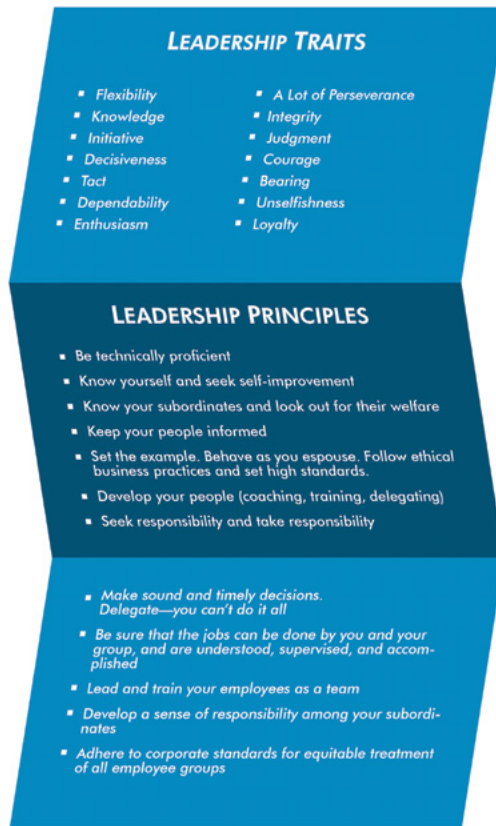 LEADERSHIP TRAITS
▪ Flexibility
▪ Knowledge
▪ Initiative
▪ Decisiveness
▪ Tact
▪ Dependability
▪ Enthusiasm
▪ A Lot of Perseverance
▪ Integrity
▪ Judgment
▪ Courage
▪ Bearing
▪ Unselfishness
▪ Loyalty
LEADERSHIP PRINCIPLES
▪ Be technically proficient
▪ Know yourself and seek self-improvement
▪ Know your subordinates and look out for their welfare
▪ Keep your people informed
▪ Set the example. Behave as you espouse. Follow ethical
business practices and set high standards.
▪ Develop your people (coaching, training, delegating)
▪ Seek responsibility and take responsibility
▪ Make sound and timely decisions.
Delegate—you can't do it all
▪ Be sure that the jobs can be done by you and your
group, and are understood, supervised, and accom-
plished
▪ Lead and train your employees as a team
▪ Develop a sense of responsibility among your subordi-
nates
▪ Adhere to corporate standards for equitable treatment
of all employee groups